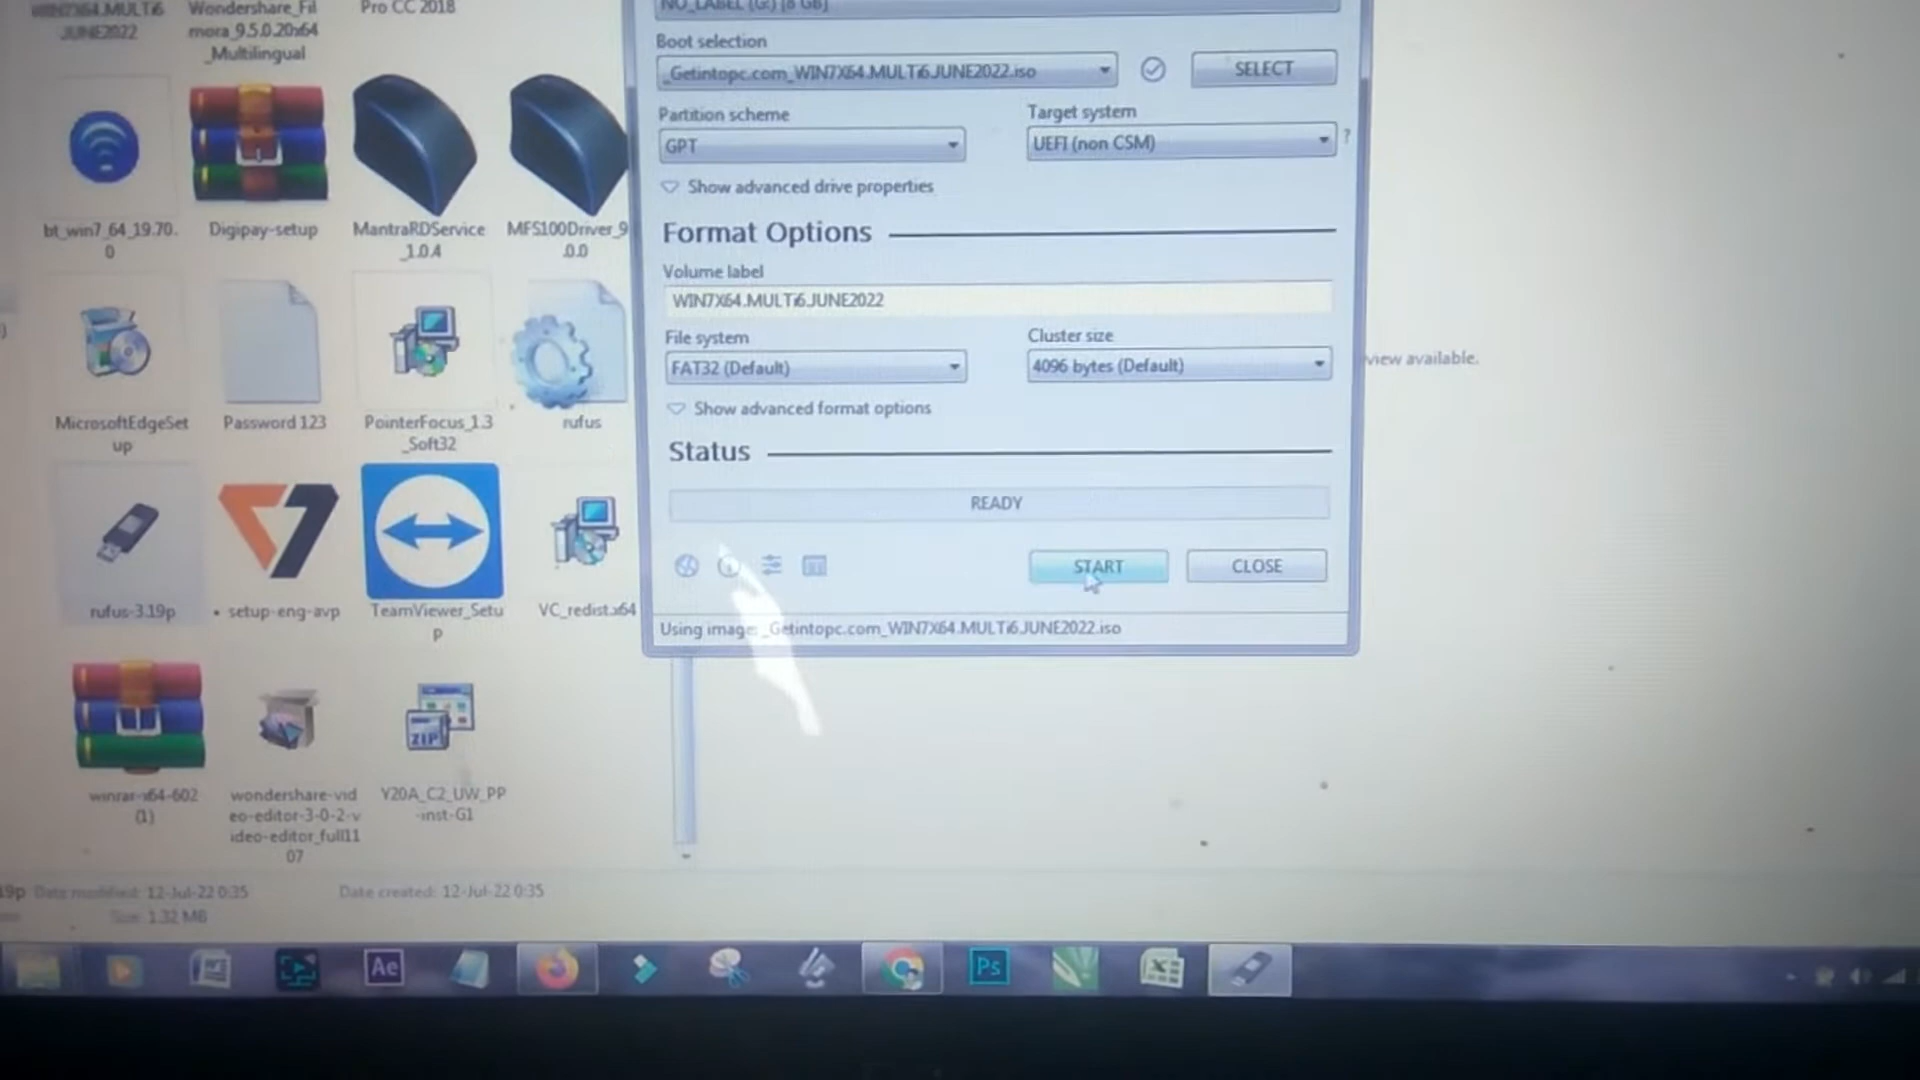 WIN7X64.MULTi6
JUNE2022
Wondershare_Fil
mora_9.5.0.20x64
_Multilingual
Pro CC 2018
NO_LABEL (G:) [8 GB]
Boot selection
_Getintopc.com_WIN7X64.MULTi6.JUNE2022.iso
SELECT
Partition scheme
Target system
GPT
UEFI (non CSM)
?
Show advanced drive properties
Format Options
Volume label
WIN7X64.MULTi6.JUNE2022
File system
Cluster size
FAT32 (Default)
4096 bytes (Default)
Show advanced format options
Status
READY
START
CLOSE
Using image: _Getintopc.com_WIN7X64.MULTi6.JUNE2022.iso
view available.
bt_win7_64_19.70.
0
Digipay-setup
MantraRDService
_1.0.4
MFS100Driver_9
.0.0
MicrosoftEdgeSet
up
Password 123
PointerFocus_1.3
_Soft32
rufus
rufus-3.19p
setup-eng-avp
TeamViewer_Setu
p
VC_redist.x64
winrar-x64-602
(1)
wondershare-vid
eo-editor-3-0-2-v
ideo-editor_full11
07
ZIP
Y20A_C2_UW_PP
-inst-G1
19p Date modified: 12-Jul-22 0:35
Date created: 12-Jul-22 0:35
Size: 1.32 MB
Ae
Ps